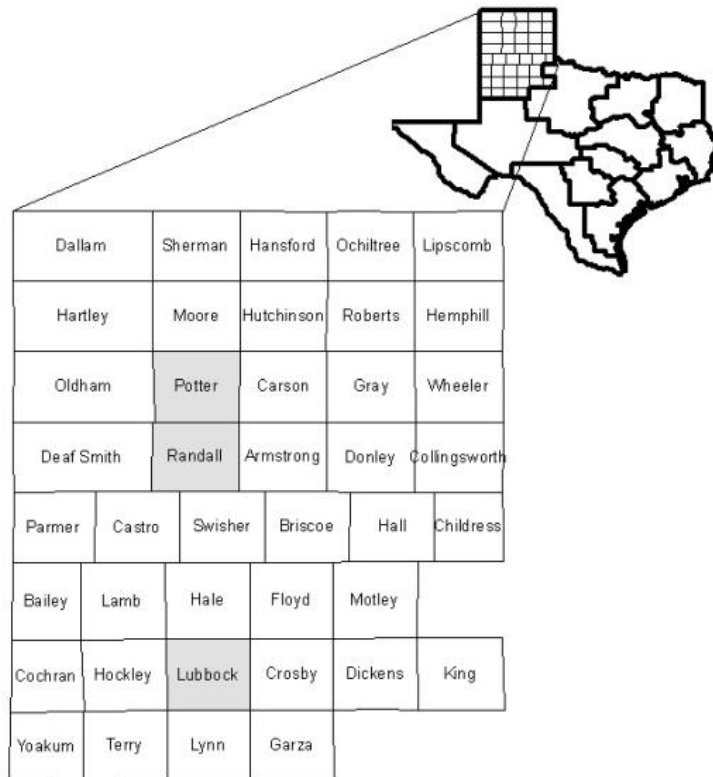 Dallam Sherman Hansford Ochiltree Lipscomb
Hartley Moore Hutchinson Roberts Hemphill
Oldham Potter Carson Gray Wheeler
Deaf Smith Randall Armstrong Donley Collingsworth
Parmer Castro Swisher Briscoe Hall Childress
Bailey Lamb Hale Floyd Motley
Cochran Hockley Lubbock Crosby Dickens King
Yoakum Terry Lynn Garza